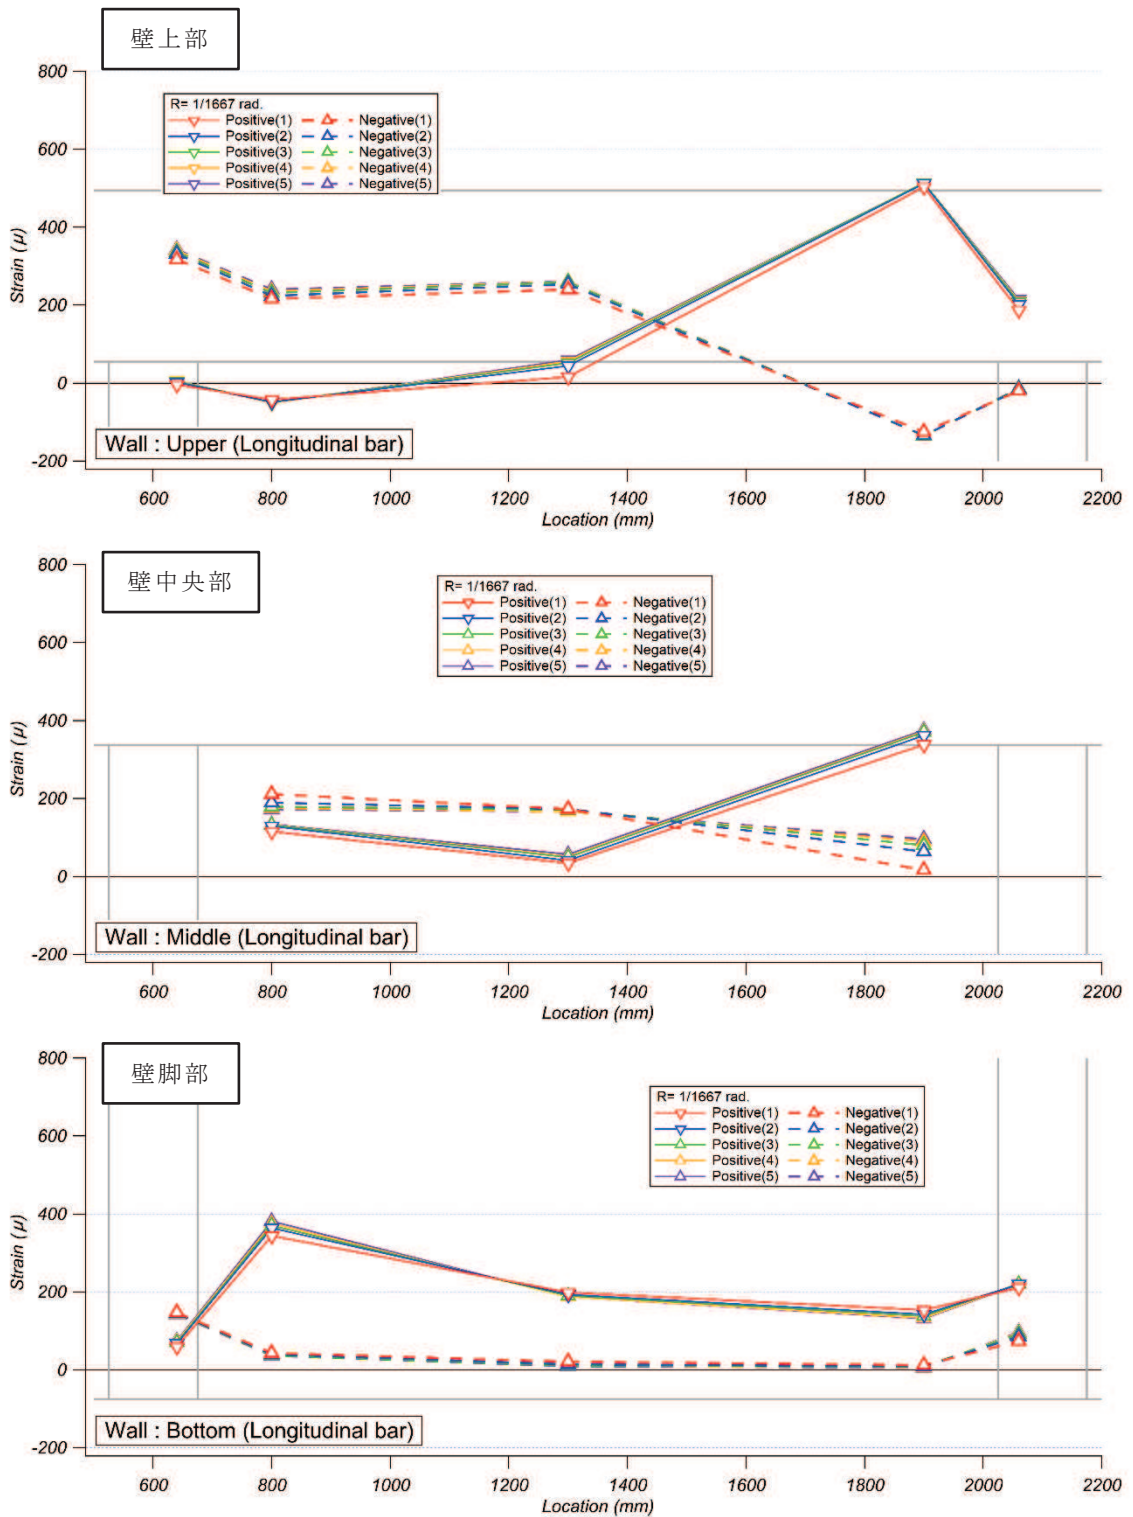 壁上部
800
600
400
200
0
-200
Strain (μ)
R= 1/1667 rad.
Positive(1) Negative(1)
Positive(2) Negative(2)
Positive(3) Negative(3)
Positive(4) Negative(4)
Positive(5) Negative(5)
Wall : Upper (Longitudinal bar)
600 800 1000 1200 1400 1600 1800 2000 2200
Location (mm)
壁中央部
800
600
400
200
0
-200
Strain (μ)
R= 1/1667 rad.
Positive(1) Negative(1)
Positive(2) Negative(2)
Positive(3) Negative(3)
Positive(4) Negative(4)
Positive(5) Negative(5)
Wall : Middle (Longitudinal bar)
600 800 1000 1200 1400 1600 1800 2000 2200
Location (mm)
壁脚部
800
600
400
200
0
-200
Strain (μ)
R= 1/1667 rad.
Positive(1) Negative(1)
Positive(2) Negative(2)
Positive(3) Negative(3)
Positive(4) Negative(4)
Positive(5) Negative(5)
Wall : Bottom (Longitudinal bar)
600 800 1000 1200 1400 1600 1800 2000 2200
Location (mm)